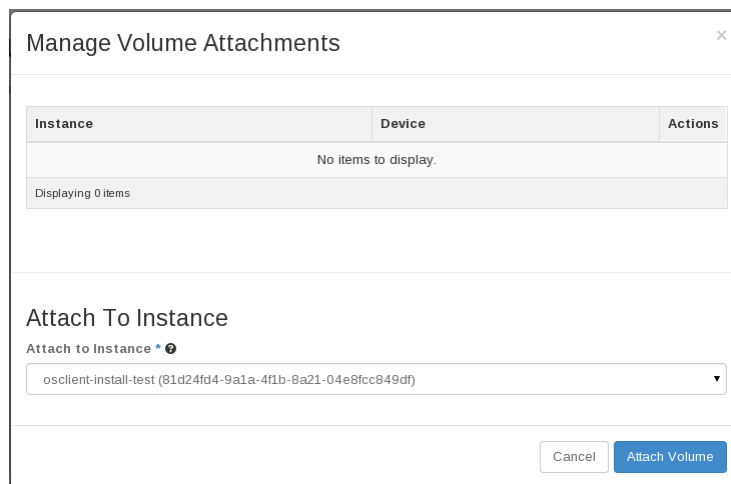 Manage Volume Attachments
×
Instance Device Actions
No items to display.
Displaying 0 items
Attach To Instance
Attach to Instance *
osclient-install-test (81d24fd4-9a1a-4f1b-8a21-04e8fcc849df)
Cancel Attach Volume